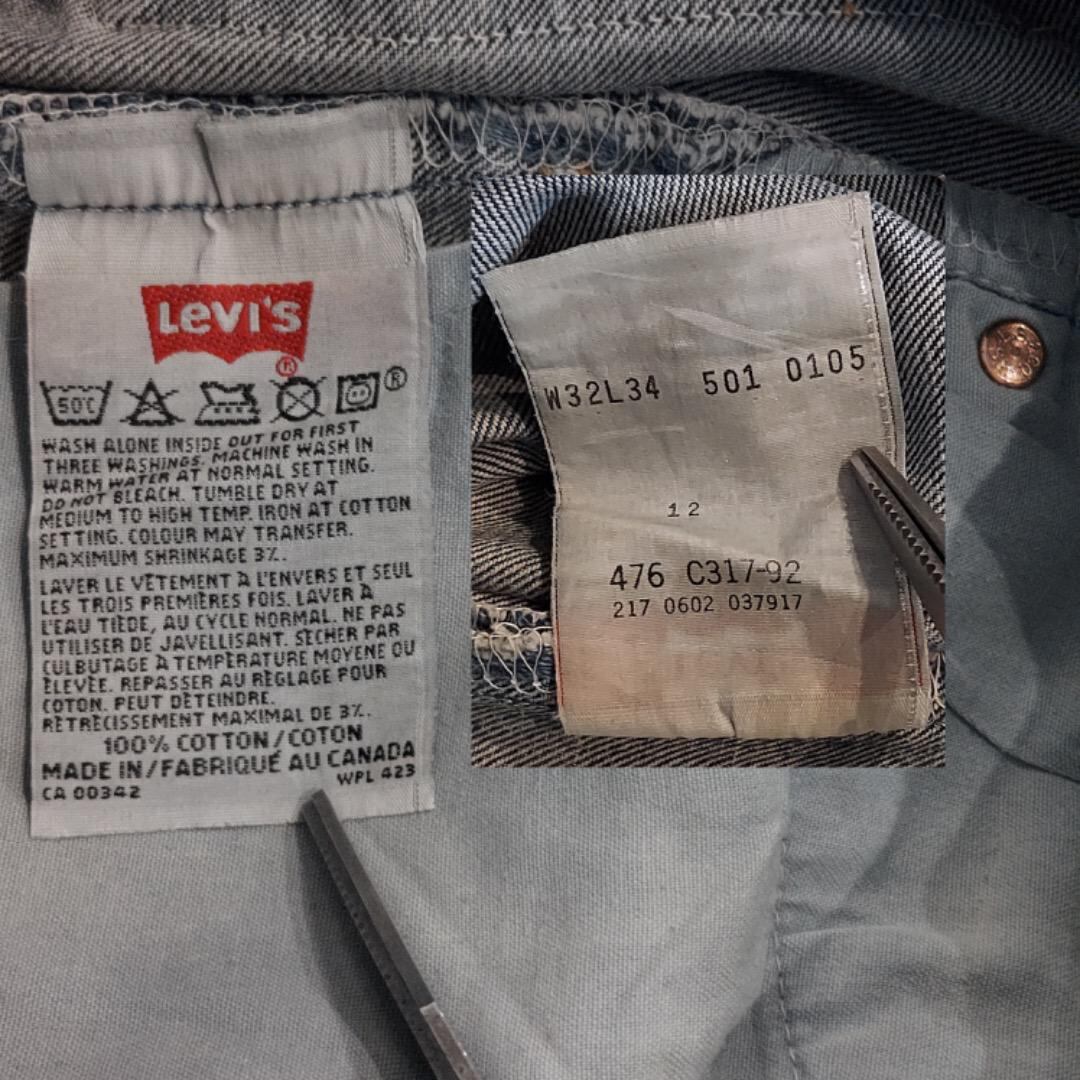 Levi's
®
50C
®
WASH ALONE INSIDE OUT FOR FIRST
THREE WASHINGS. MACHINE WASH IN
WARM WATER AT NORMAL SETTING.
DO NOT BLEACH. TUMBLE DRY AT
MEDIUM TO HIGH TEMP. IRON AT COTTON
SETTING. COLOUR MAY TRANSFER.
MAXIMUM SHRINKAGE 3%.
LAVER LE VÊTEMENT À L'ENVERS ET SEUL
LES TROIS PREMIÈRES FOIS. LAVER À
L'EAU TIÈDE, AU CYCLE NORMAL. NE PAS
UTILISER DE JAVELLISANT. SÉCHER PAR
CULBUTAGE À TEMPÉRATURE MOYENE OU
ÉLEVÉE. REPASSER AU RÉGLAGE POUR
COTON. PEUT DÉTEINDRE.
RÉTRÉCISSEMENT MAXIMAL DE 3%.
100% COTTON/COTON
MADE IN/FABRIQUÉ AU CANADA
CA 00342 WPL 423
W32L34 501 0105
12
476 C317-92
217 0602 037917